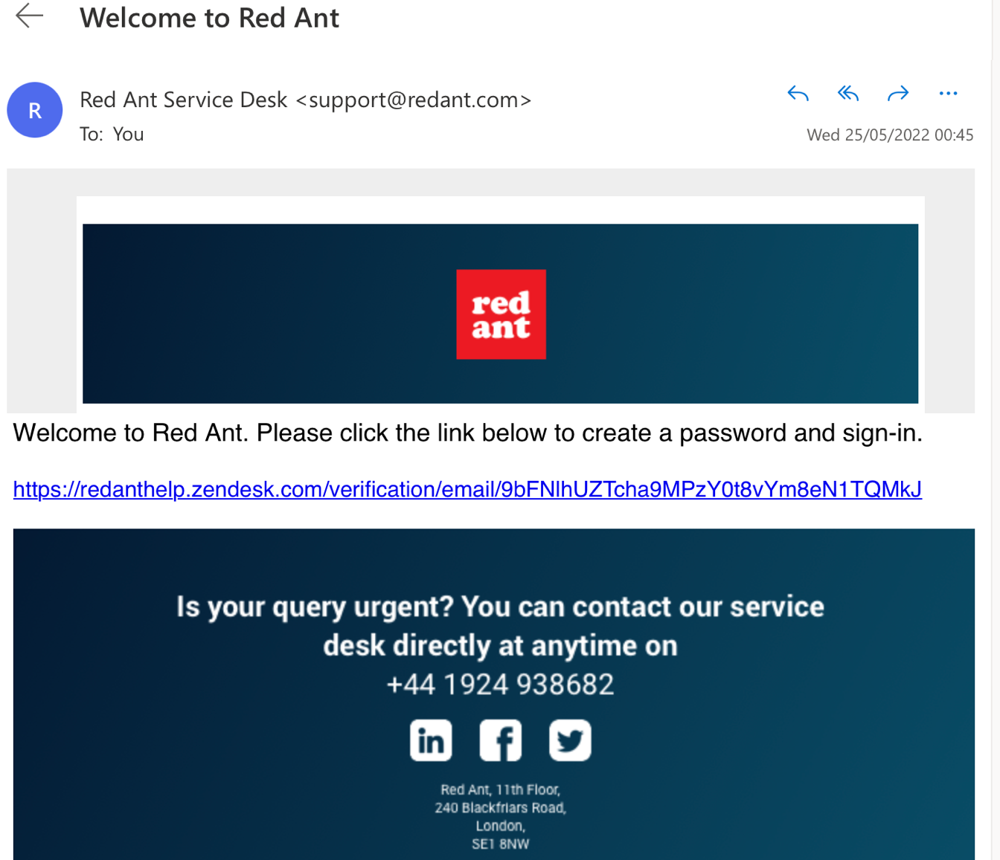 Welcome to Red Ant
R
Red Ant Service Desk <support@redant.com>
To: You
Wed 25/05/2022 00:45
red
ant
Welcome to Red Ant. Please click the link below to create a password and sign-in.
https://redanthelp.zendesk.com/verification/email/9bFNlhUZTcha9MPzY0t8vYm8eN1TQMkJ
Is your query urgent? You can contact our service
desk directly at anytime on
+44 1924 938682
in
f
Red Ant, 11th Floor,
240 Blackfriars Road,
London,
SE1 8NW